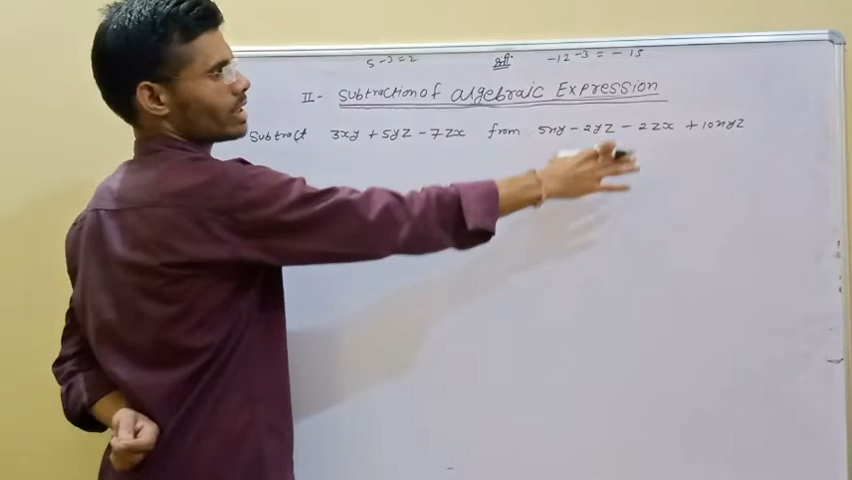 5-3=2 श्री: -12-3 = -15
II- Subtraction of algebraic Expression
Subtract 3xy + 5yz - 7zx from 5xy - 2yz - 2zx + 10xyz